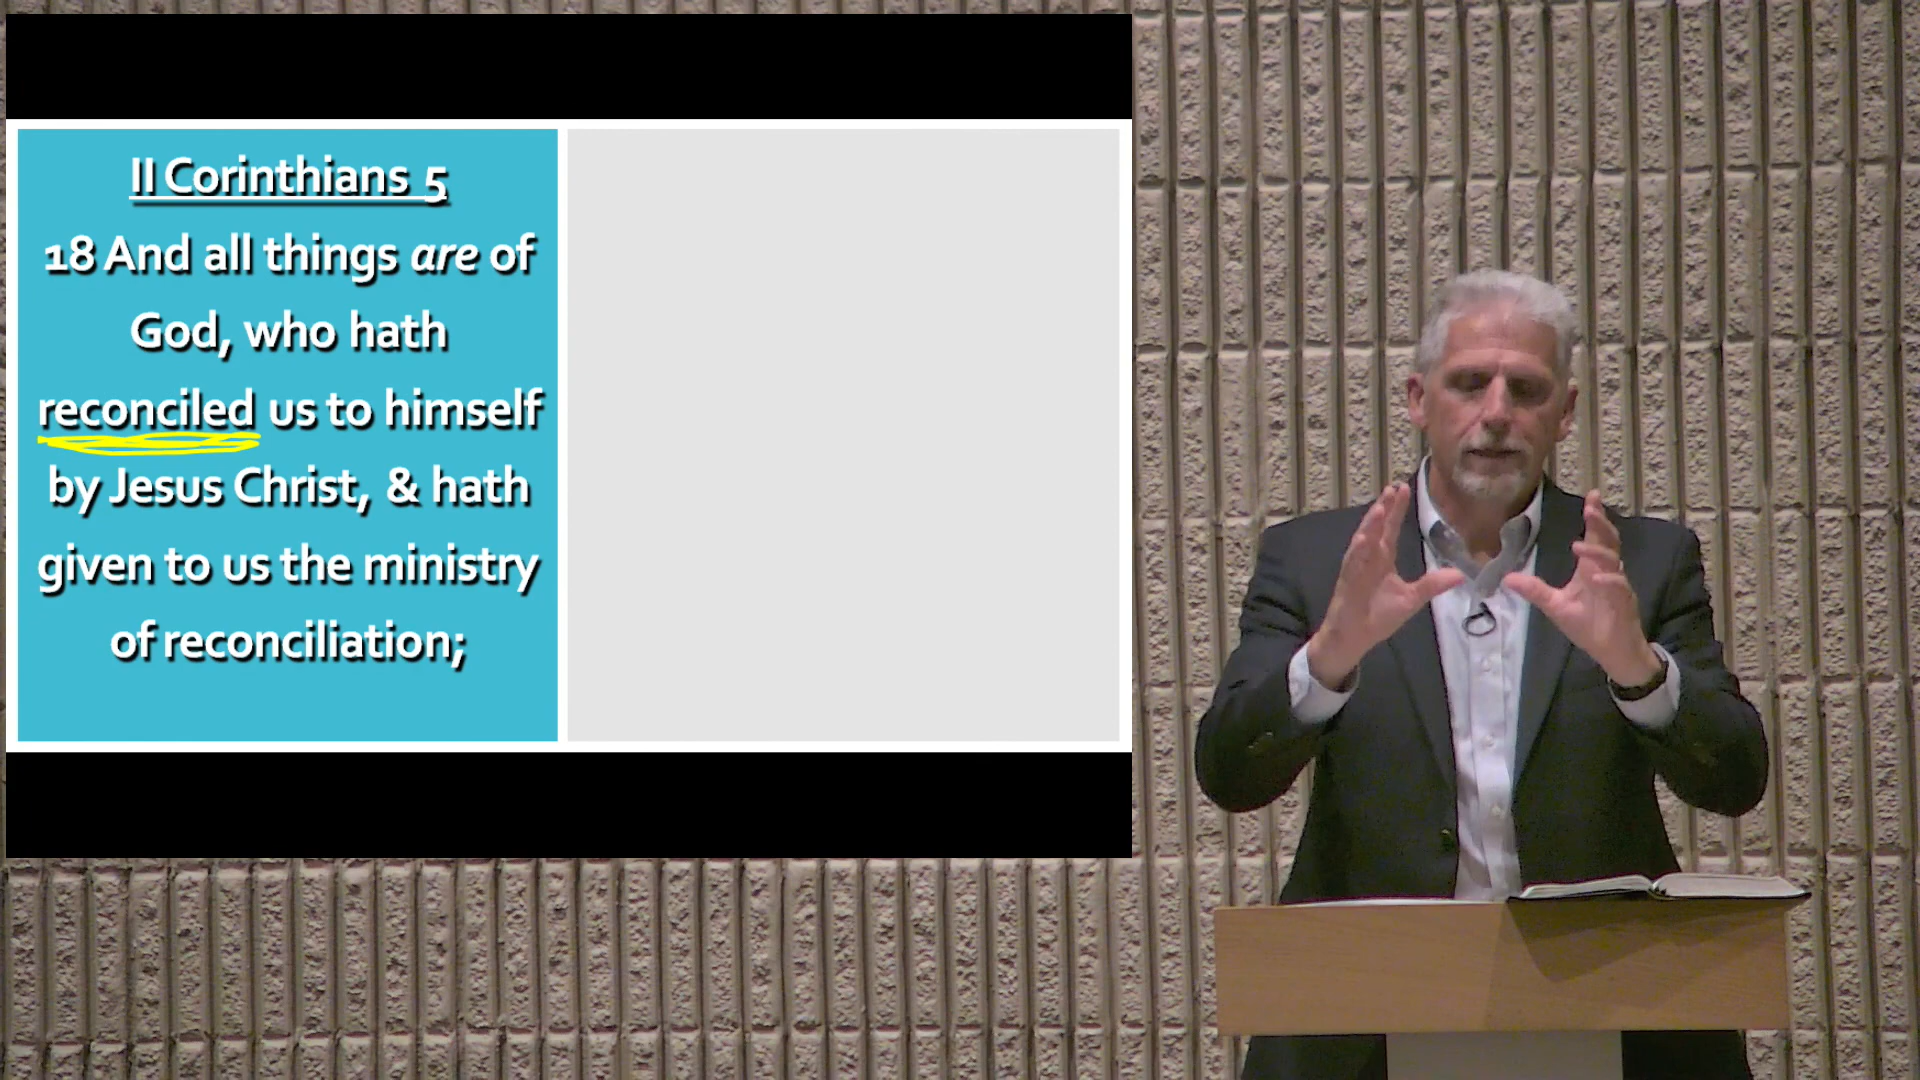 II Corinthians 5
18 And all things are of
God, who hath
reconciled us to himself
by Jesus Christ, & hath
given to us the ministry
of reconciliation;